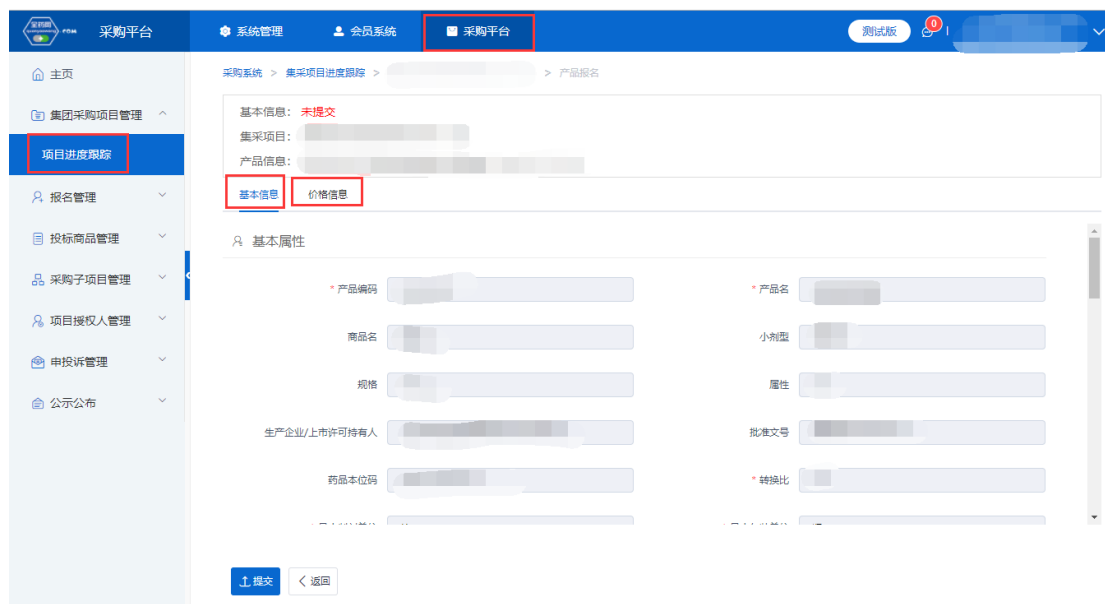 全药网 采购平台 系统管理 会员系统 采购平台 测试版 0
主页
集团采购项目管理
项目进度跟踪
报名管理
投标商品管理
采购子项目管理
项目授权人管理
申投诉管理
公示公布
采购系统 > 集采项目进度跟踪 > > 产品报名
基本信息： 未提交
集采项目：
产品信息：
基本信息 价格信息
基本属性
* 产品编码 * 产品名
商品名 小剂型
规格 属性
生产企业/上市许可持有人 批准文号
药品本位码 * 转换比
提交 返回